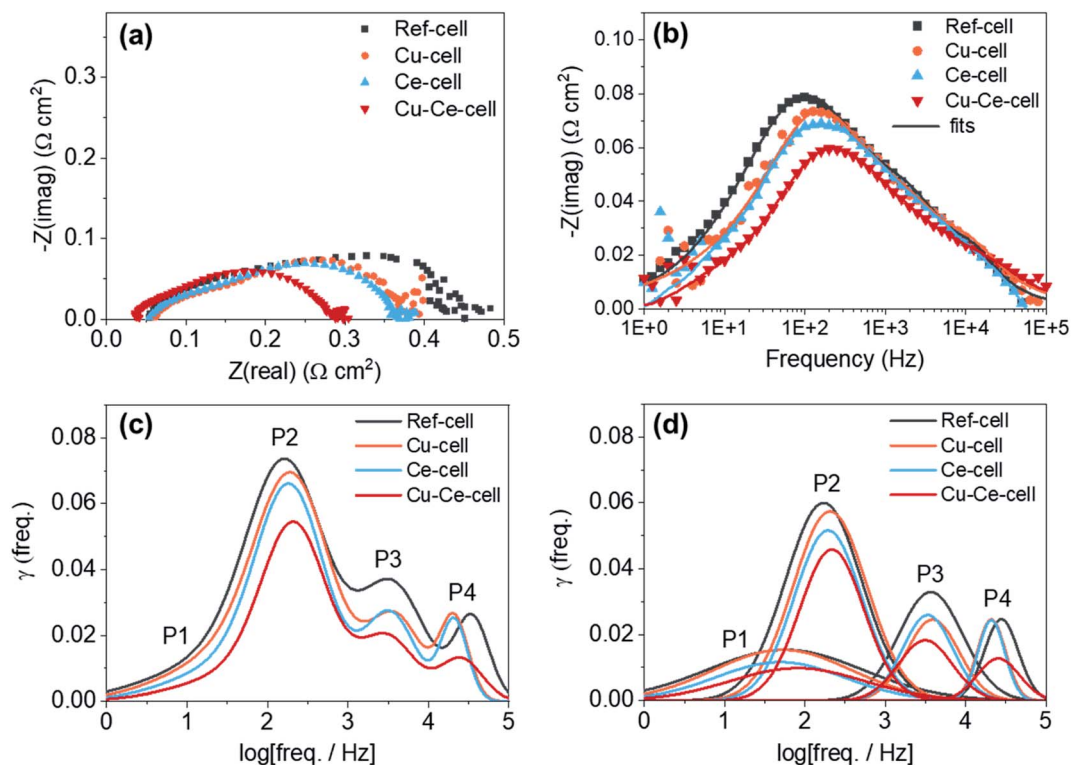 (a)
Ref-cell
Cu-cell
Ce-cell
Cu-Ce-cell
-Z(imag) (Ω cm²)
0.3
0.2
0.1
0.0
0.0 0.1 0.2 0.3 0.4 0.5
Z(real) (Ω cm²)
(b)
Ref-cell
Cu-cell
Ce-cell
Cu-Ce-cell
fits
-Z(imag) (Ω cm²)
0.10
0.08
0.06
0.04
0.02
0.00
1E+0 1E+1 1E+2 1E+3 1E+4 1E+5
Frequency (Hz)
(c)
Ref-cell
Cu-cell
Ce-cell
Cu-Ce-cell
P1
P2
P3
P4
γ (freq.)
0.08
0.06
0.04
0.02
0.00
0 1 2 3 4 5
log[freq. / Hz)
(d)
Ref-cell
Cu-cell
Ce-cell
Cu-Ce-cell
P1
P2
P3
P4
γ (freq.)
0.08
0.06
0.04
0.02
0.00
0 1 2 3 4 5
log[freq. / Hz)